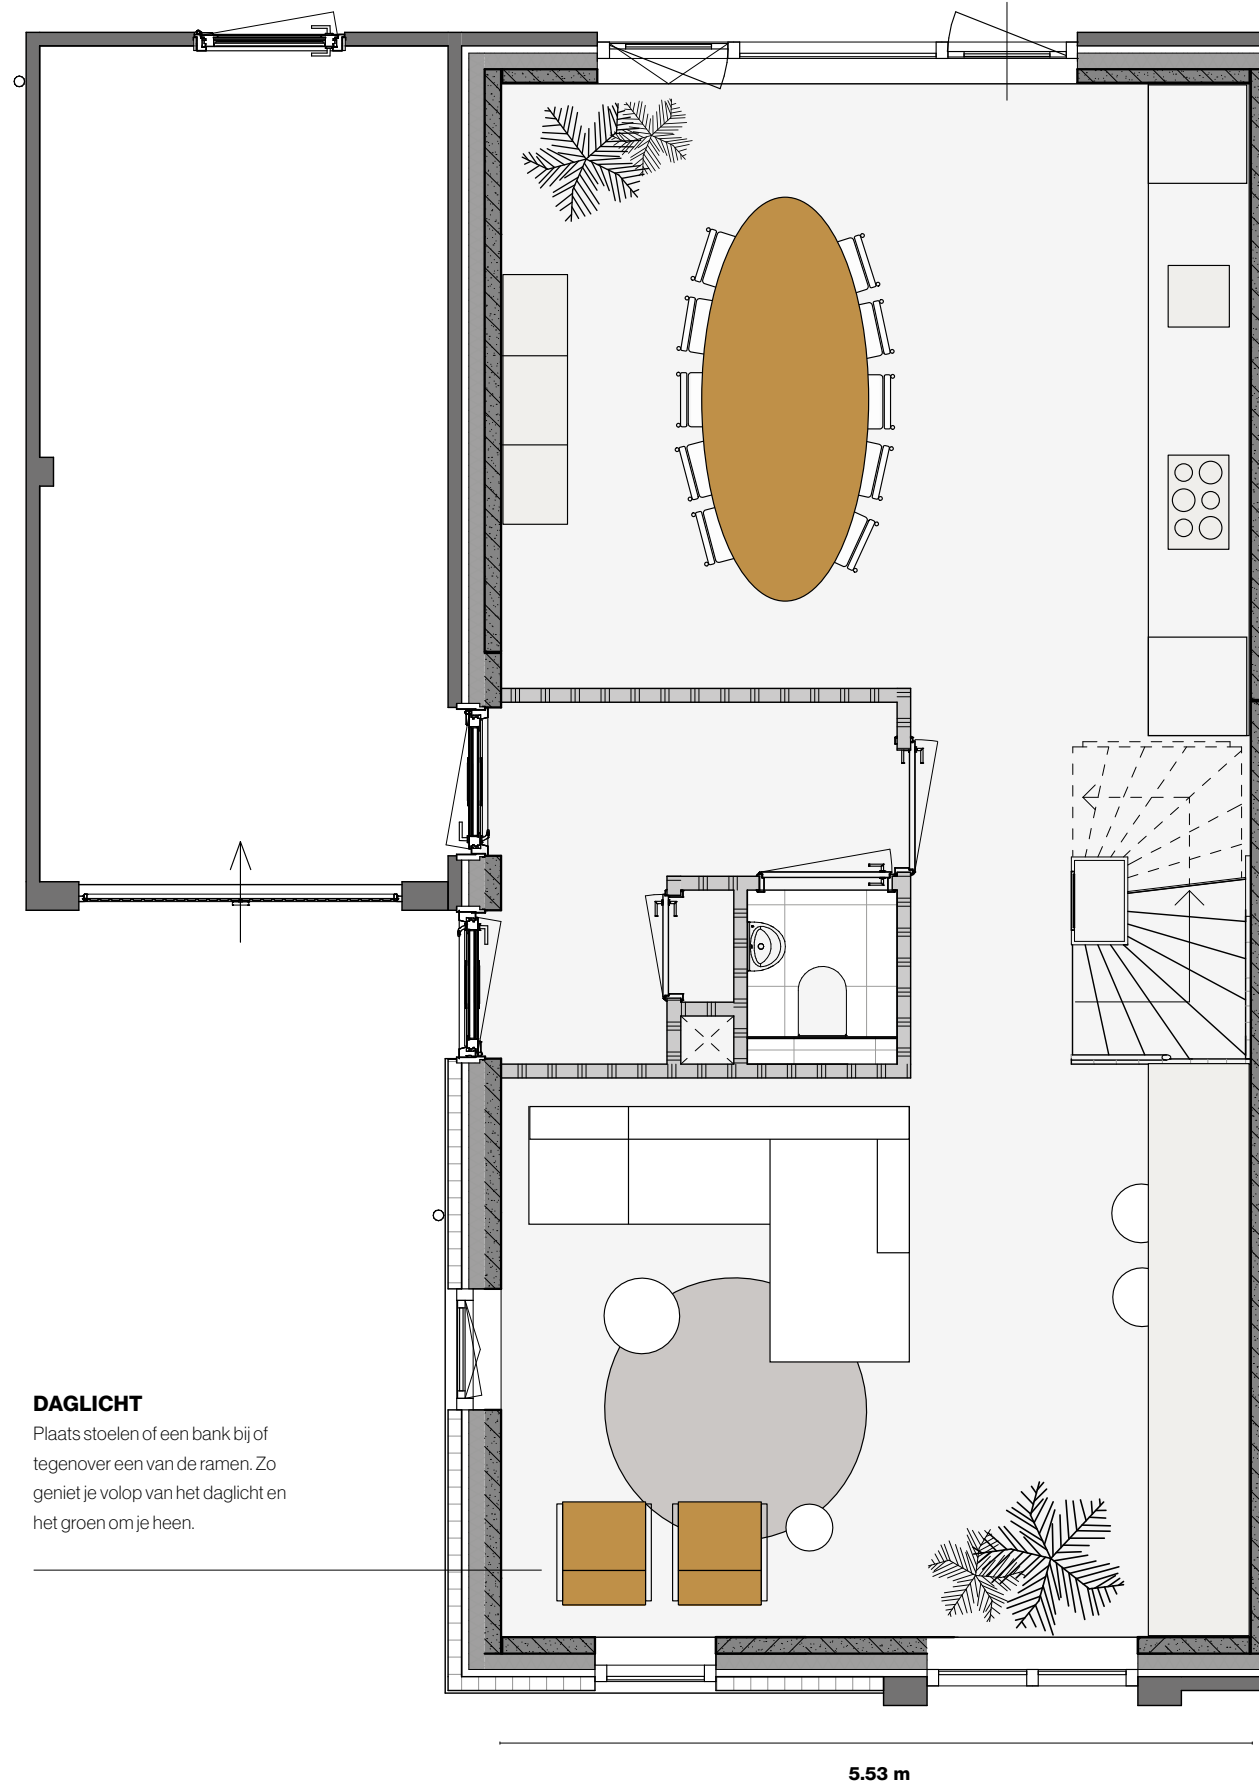 DAGLICHT
Plaats stoelen of een bank bij of
tegenover een van de ramen. Zo
geniet je volop van het daglicht en
het groen om je heen.
5.53 m